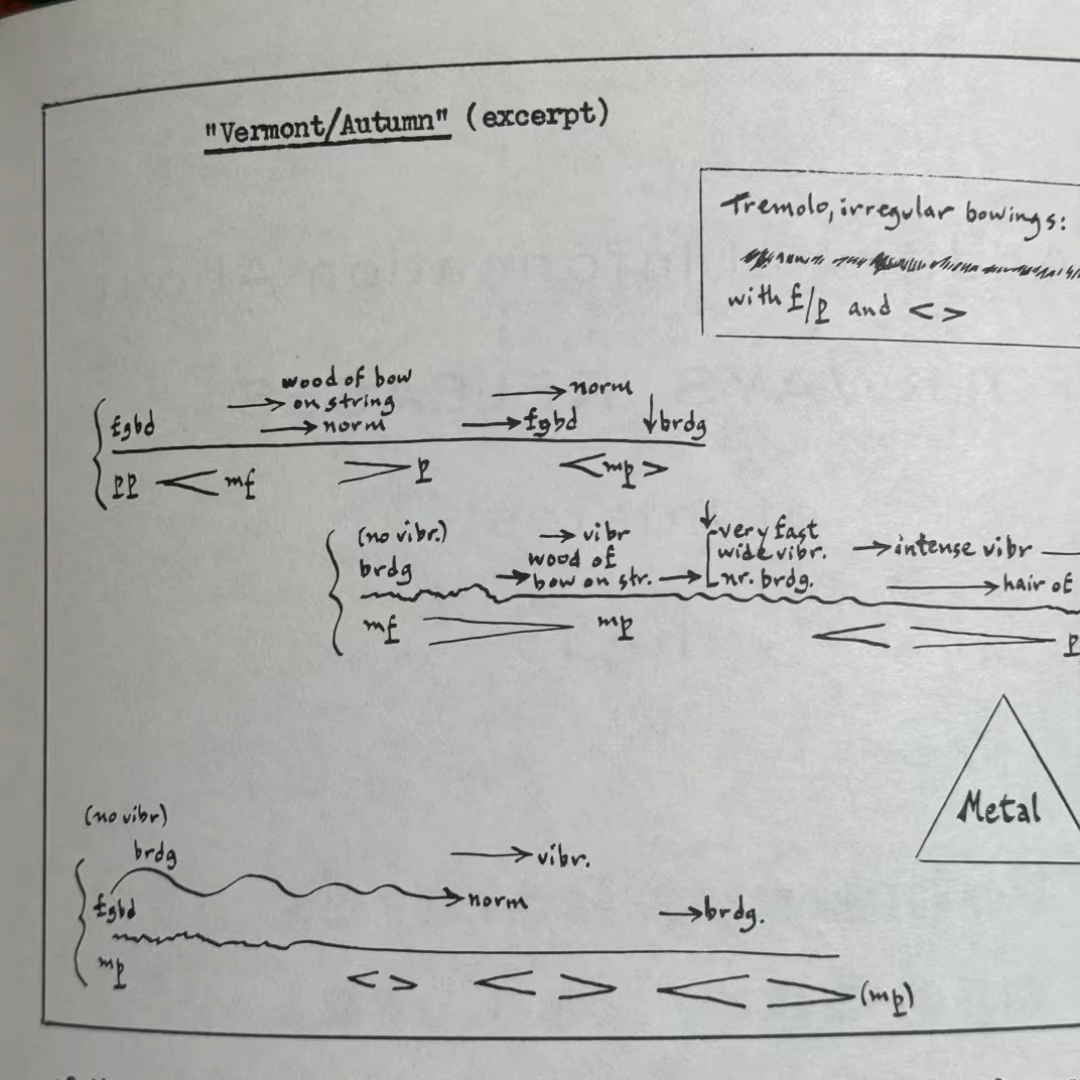 "Vermont/Autumn" (excerpt)
Tremolo, irregular bowings:
with f/p and < >
wood of bow
on string
norm
fgbd
norm
fgbd
brdg
pp < mf
> p
< mp >
(no vibr.)
brdg
vibr
wood of
bow on str.
very fast
wide vibr.
nr. brdg.
intense vibr
hair of
mf > mp
< > p
Metal
(no vibr)
brdg
vibr.
fgbd
norm
brdg.
mp
< > < > < > (mp)